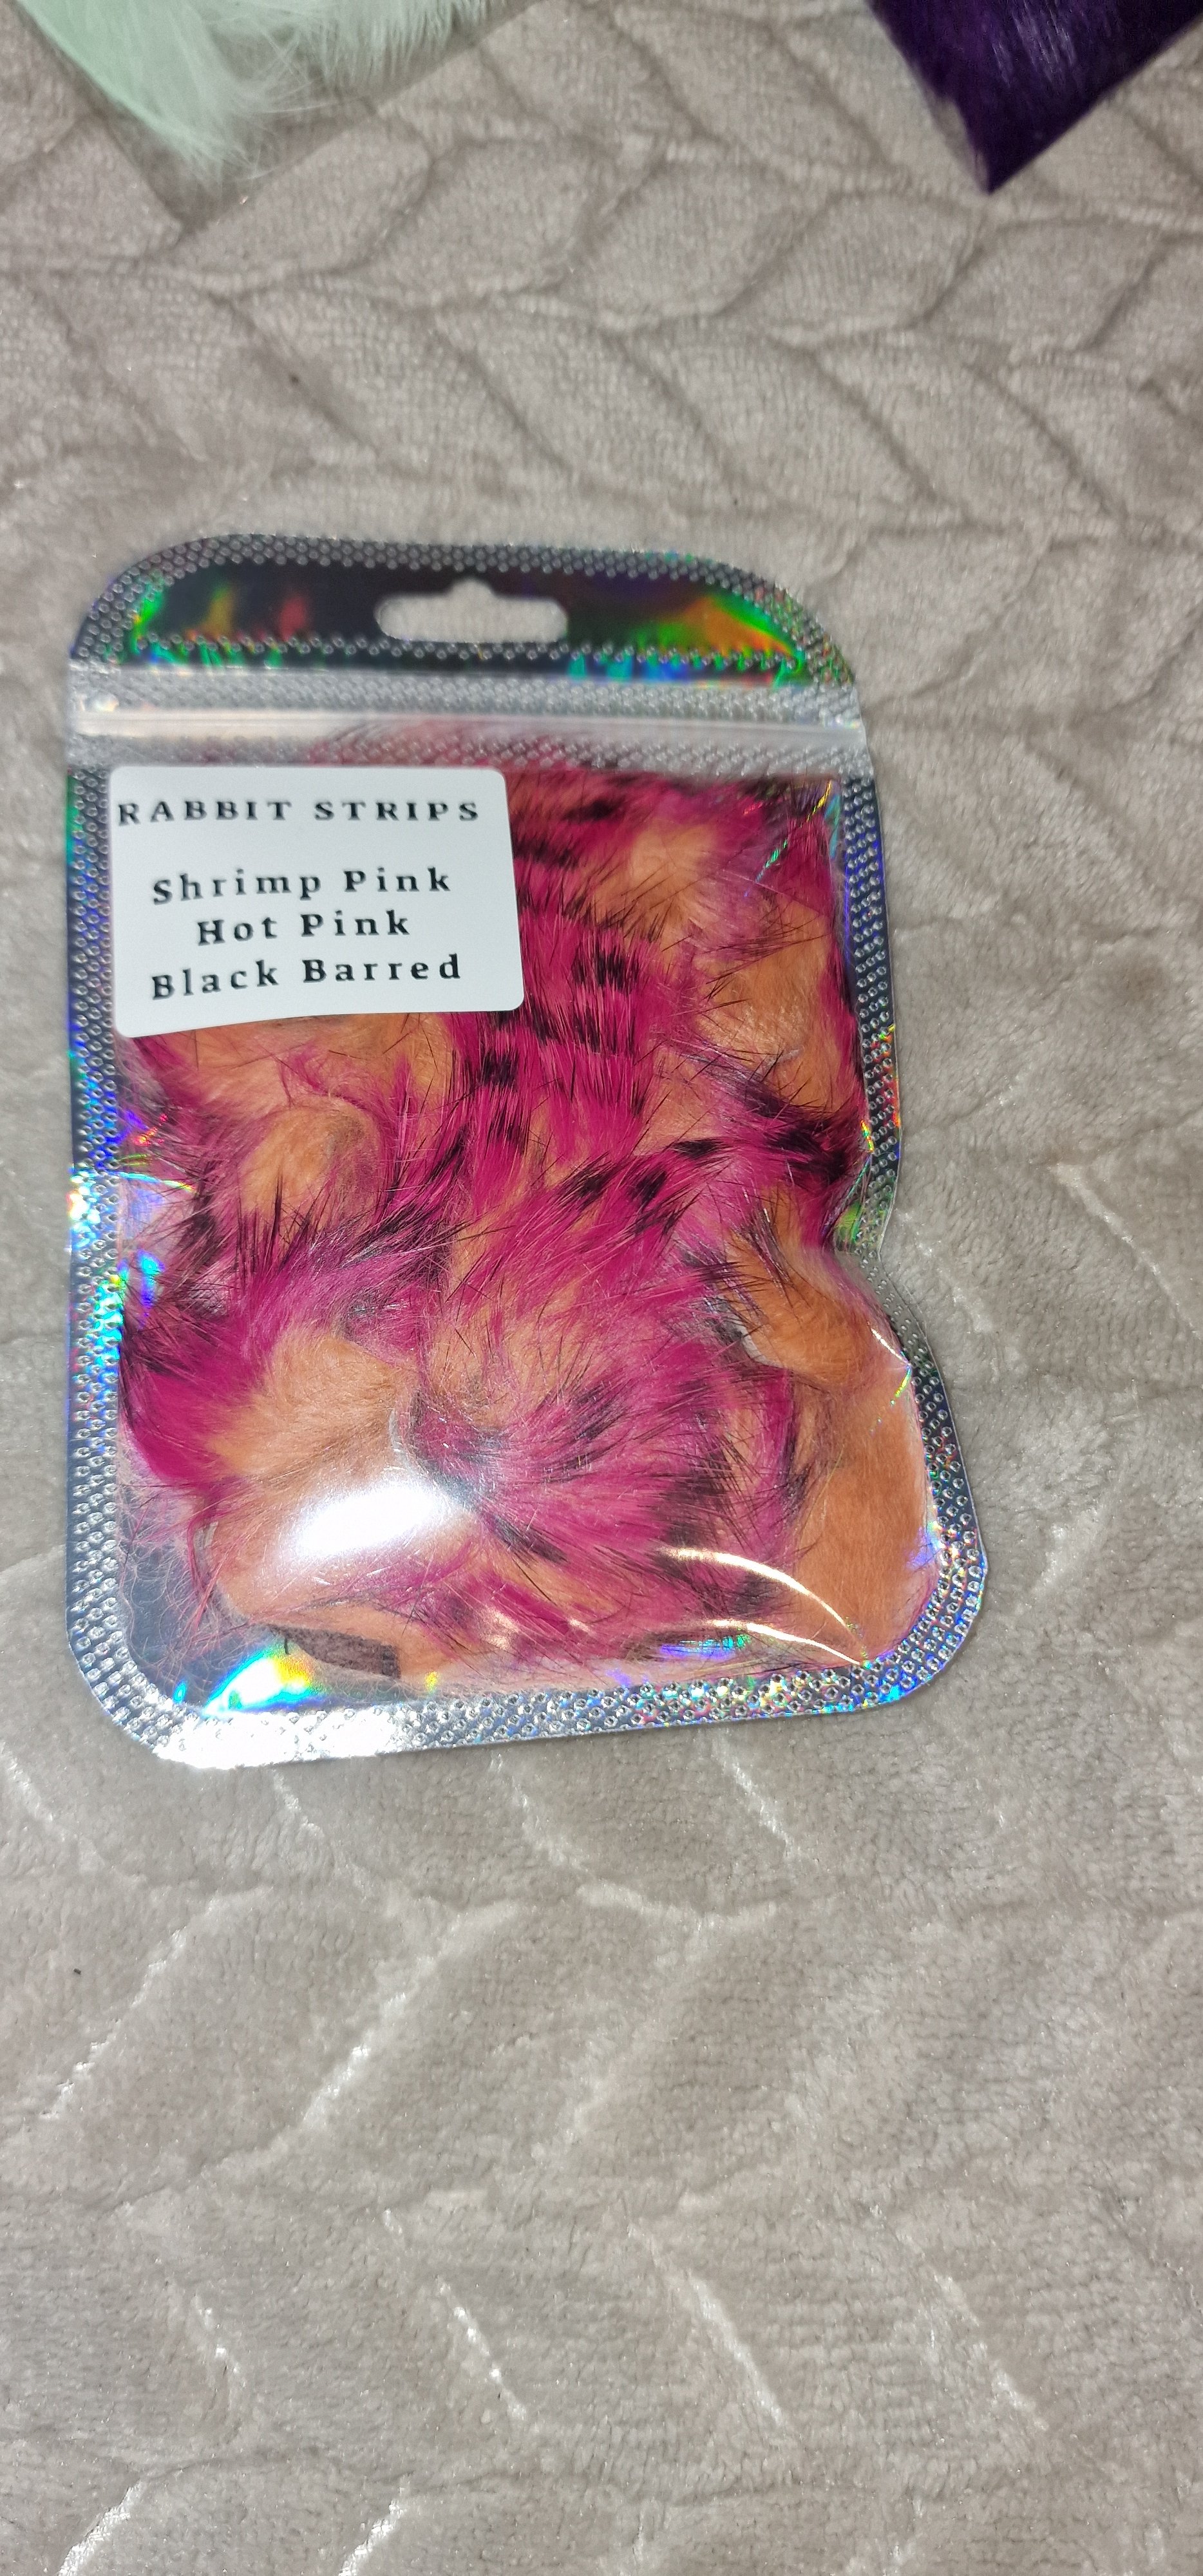 RABBIT STRIPS
Shrimp Pink
Hot Pink
Black Barred